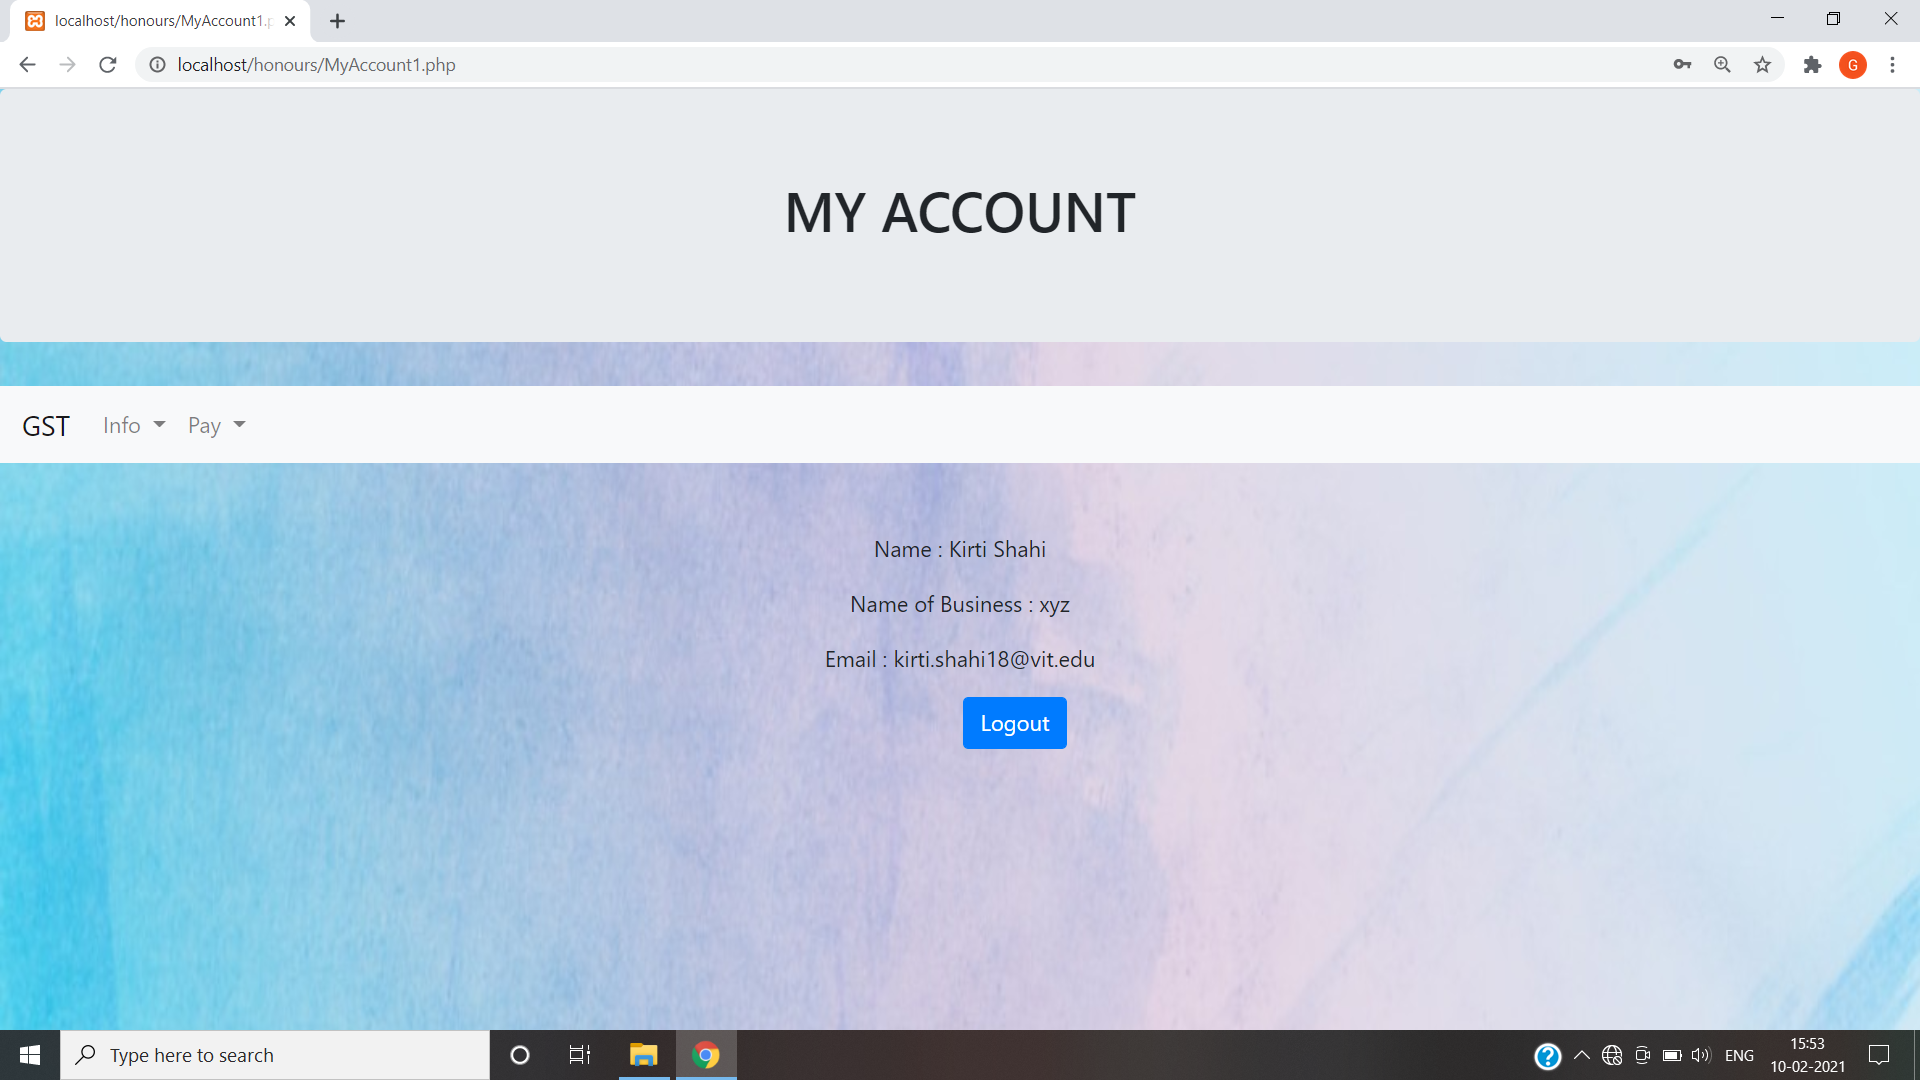 localhost/honours/MyAccount1.p
localhost/honours/MyAccount1.php
G
MY ACCOUNT
GST Info Pay
Name : Kirti Shahi
Name of Business : xyz
Email : kirti.shahi18@vit.edu
Logout
Type here to search
ENG
15:53
10-02-2021